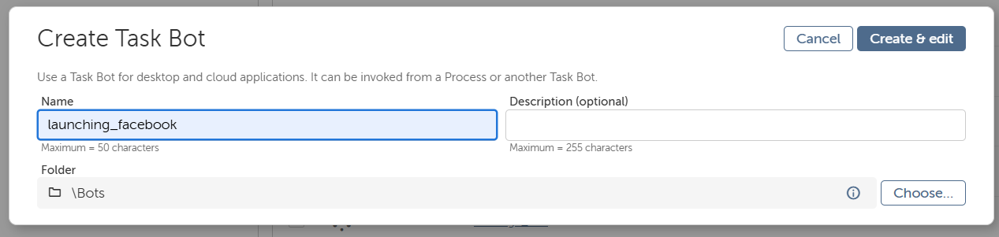 Create Task Bot
Cancel
Create & edit
Use a Task Bot for desktop and cloud applications. It can be invoked from a Process or another Task Bot.
Name
Description (optional)
launching_facebook
Maximum = 50 characters
Maximum = 255 characters
Folder
\Bots
Choose...